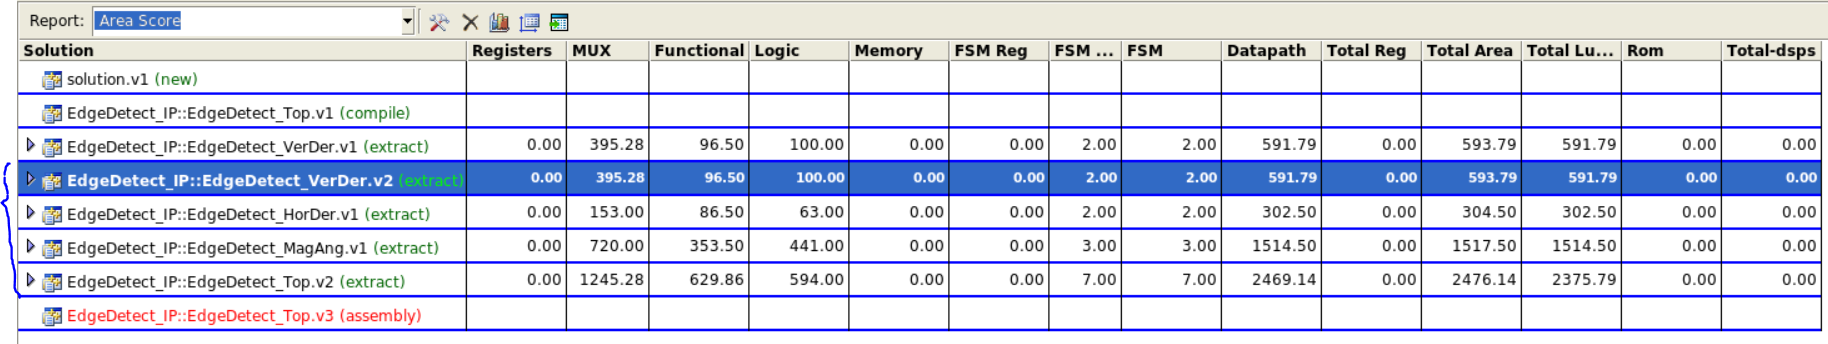 Report: Area Score
Solution Registers MUX Functional Logic Memory FSM Reg FSM ... FSM Datapath Total Reg Total Area Total Lu... Rom Total-dsps
solution.v1 (new)
EdgeDetect_IP::EdgeDetect_Top.v1 (compile)
EdgeDetect_IP::EdgeDetect_VerDer.v1 (extract) 0.00 395.28 96.50 100.00 0.00 0.00 2.00 2.00 591.79 0.00 593.79 591.79 0.00 0.00
EdgeDetect_IP::EdgeDetect_VerDer.v2 (extract) 0.00 395.28 96.50 100.00 0.00 0.00 2.00 2.00 591.79 0.00 593.79 591.79 0.00 0.00
EdgeDetect_IP::EdgeDetect_HorDer.v1 (extract) 0.00 153.00 86.50 63.00 0.00 0.00 2.00 2.00 302.50 0.00 304.50 302.50 0.00 0.00
EdgeDetect_IP::EdgeDetect_MagAng.v1 (extract) 0.00 720.00 353.50 441.00 0.00 0.00 3.00 3.00 1514.50 0.00 1517.50 1514.50 0.00 0.00
EdgeDetect_IP::EdgeDetect_Top.v2 (extract) 0.00 1245.28 629.86 594.00 0.00 0.00 7.00 7.00 2469.14 0.00 2476.14 2375.79 0.00 0.00
EdgeDetect_IP::EdgeDetect_Top.v3 (assembly)